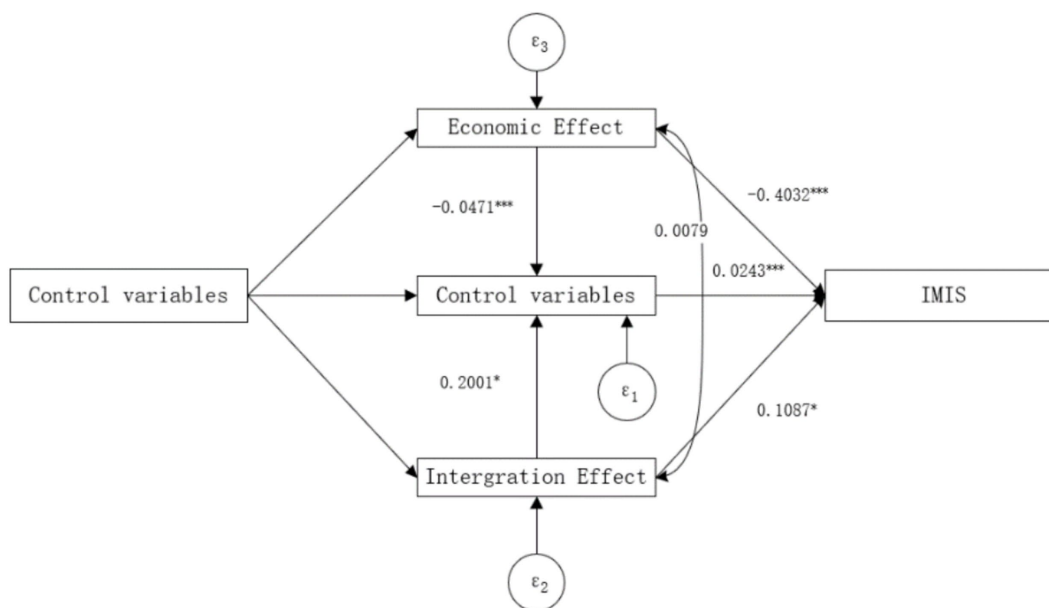 ε3
Economic Effect
-0.0471***
-0.4032***
0.0079
0.0243***
Control variables
Control variables
IMIS
0.2001*
ε1
0.1087*
Intergration Effect
ε2